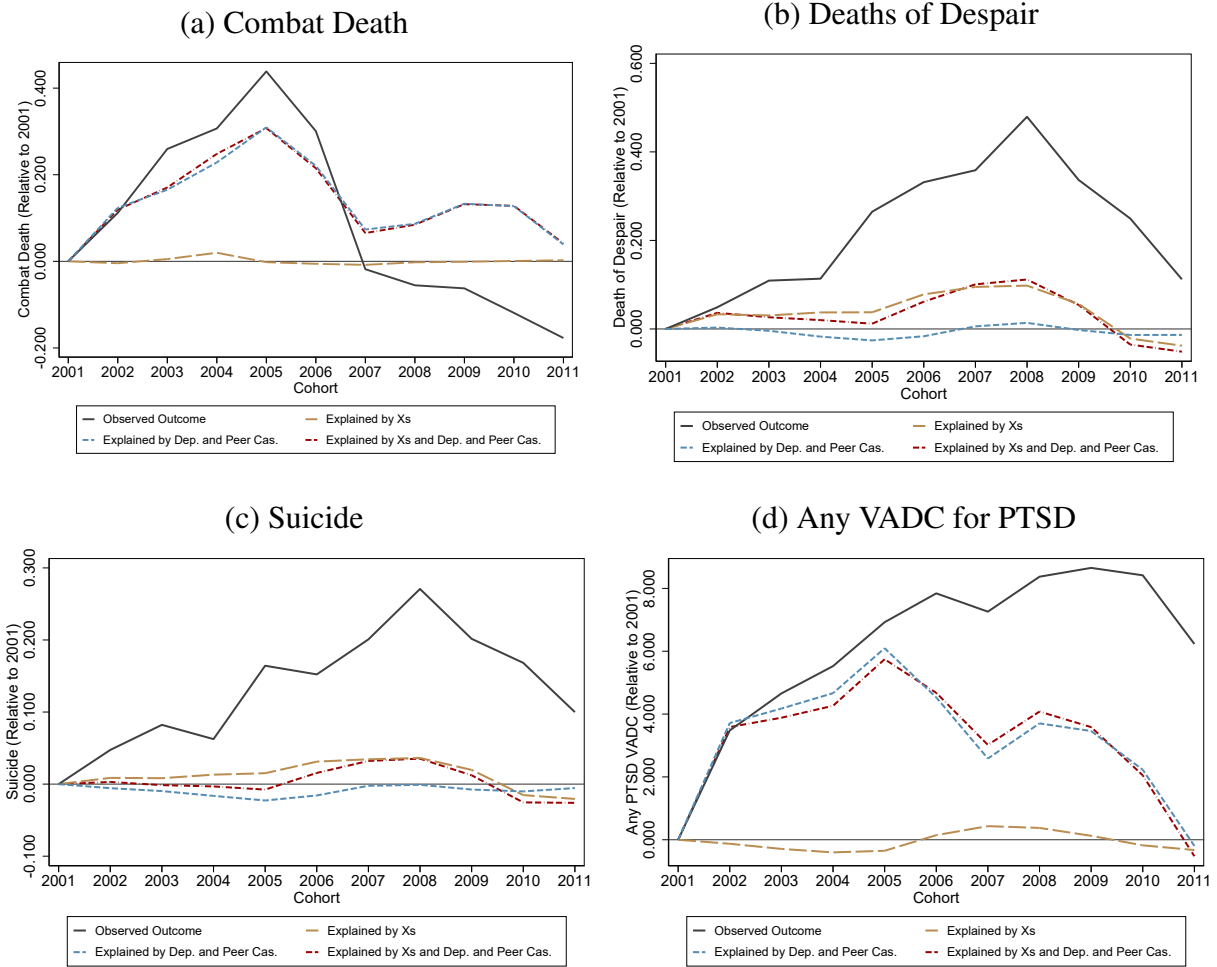 (a) Combat Death
Combat Death (Relative to 2001)
0.400
0.200
0.000
-0.200
2001 2002 2003 2004 2005 2006 2007 2008 2009 2010 2011
Cohort
Observed Outcome Explained by Xs
Explained by Dep. and Peer Cas. Explained by Xs and Dep. and Peer Cas.
(b) Deaths of Despair
Death of Despair (Relative to 2001)
0.600
0.400
0.200
0.000
2001 2002 2003 2004 2005 2006 2007 2008 2009 2010 2011
Cohort
Observed Outcome Explained by Xs
Explained by Dep. and Peer Cas. Explained by Xs and Dep. and Peer Cas.
(c) Suicide
Suicide (Relative to 2001)
0.300
0.200
0.100
0.000
-0.100
2001 2002 2003 2004 2005 2006 2007 2008 2009 2010 2011
Cohort
Observed Outcome Explained by Xs
Explained by Dep. and Peer Cas. Explained by Xs and Dep. and Peer Cas.
(d) Any VADC for PTSD
Any PTSD VADC (Relative to 2001)
8.000
6.000
4.000
2.000
0.000
2001 2002 2003 2004 2005 2006 2007 2008 2009 2010 2011
Cohort
Observed Outcome Explained by Xs
Explained by Dep. and Peer Cas. Explained by Xs and Dep. and Peer Cas.